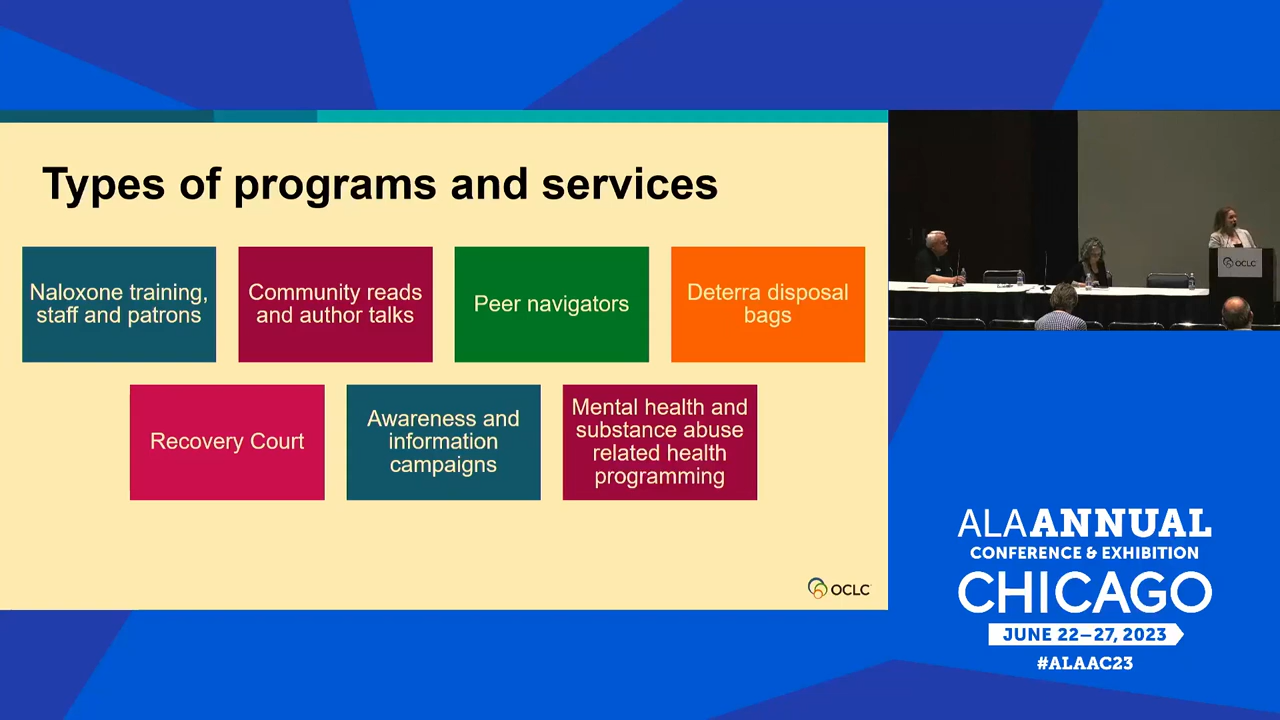 Types of programs and services
Naloxone training,
staff and patrons
Community reads
and author talks
Peer navigators
Deterra disposal
bags
Recovery Court
Awareness and
information
campaigns
Mental health and
substance abuse
related health
programming
OCLC
OCLC
ALA ANNUAL
CONFERENCE & EXHIBITION
CHICAGO
JUNE 22–27, 2023
#ALAAC23